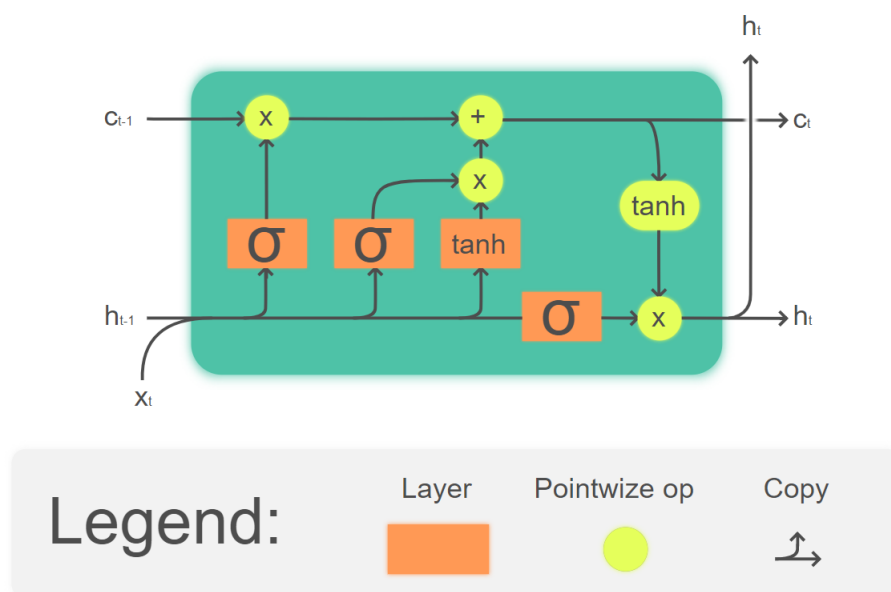 ht
ct-1
x
+
ct
x
tanh
σ
σ
tanh
ht-1
σ
x
ht
xt
Legend:
Layer
Pointwize op
Copy